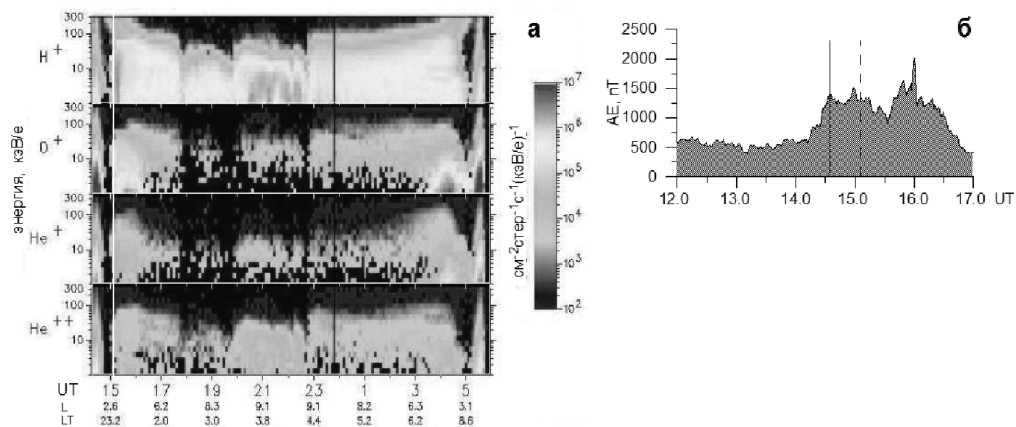 а
300
10
H+
300
100
10
O+
300
100
10
He+
300
100
10
He++
энергия, кэВ/е
10⁷
10⁶
10⁵
10⁴
10³
10²
см⁻²стер⁻¹с⁻¹(кэВ/е)⁻¹
UT 15 17 19 21 23 1 3 5
L 2.6 6.2 8.3 9.1 9.1 8.2 6.3 3.1
LT 23.2 2.0 3.0 3.8 4.4 5.2 6.2 8.6
б
2500
2000
1500
1000
500
0
АЕ, пТ
12.0 13.0 14.0 15.0 16.0 17.0 UT